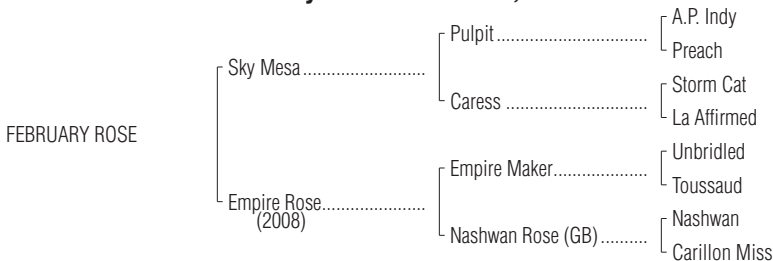 A.P. Indy
Pulpit
Preach
Sky Mesa
Storm Cat
Caress
La Affirmed
FEBRUARY ROSE
Unbridled
Empire Maker
Toussaud
Empire Rose
(2008)
Nashwan
Nashwan Rose (GB)
Carillon Miss